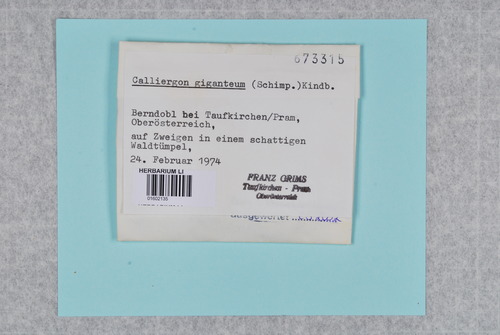 673315
Calliergon giganteum (Schimp.)Kindb.
Berndobl bei Taufkirchen/Pram,
Oberösterreich,
auf Zweigen in einem schattigen
Waldtümpel,
24. Februar 1974
HERBARIUM LI
01602135
FRANZ GRIMS
Taufkirchen - Pram
Oberösterreich